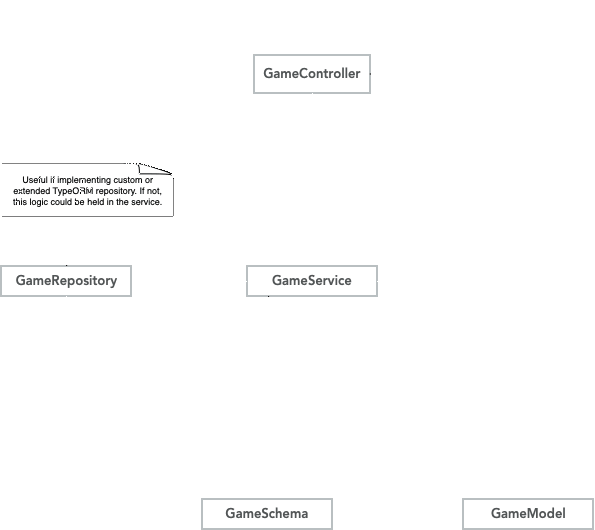 GameController
Useful if implementing custom or
extended TypeORM repository. If not,
this logic could be held in the service.
GameRepository
GameService
GameSchema
GameModel